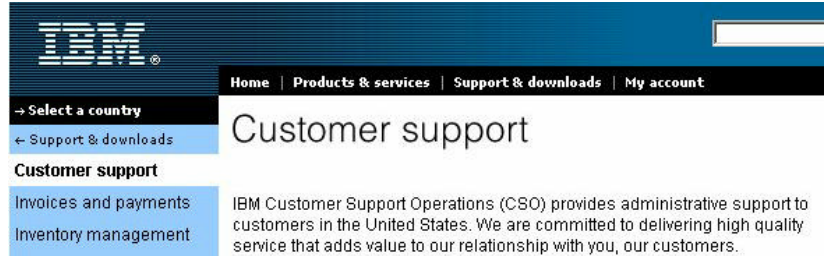 IBM®
Home | Products & services | Support & downloads | My account
→ Select a country
← Support & downloads
Customer support
Invoices and payments
Inventory management
Customer support
IBM Customer Support Operations (CSO) provides administrative support to
customers in the United States. We are committed to delivering high quality
service that adds value to our relationship with you, our customers.